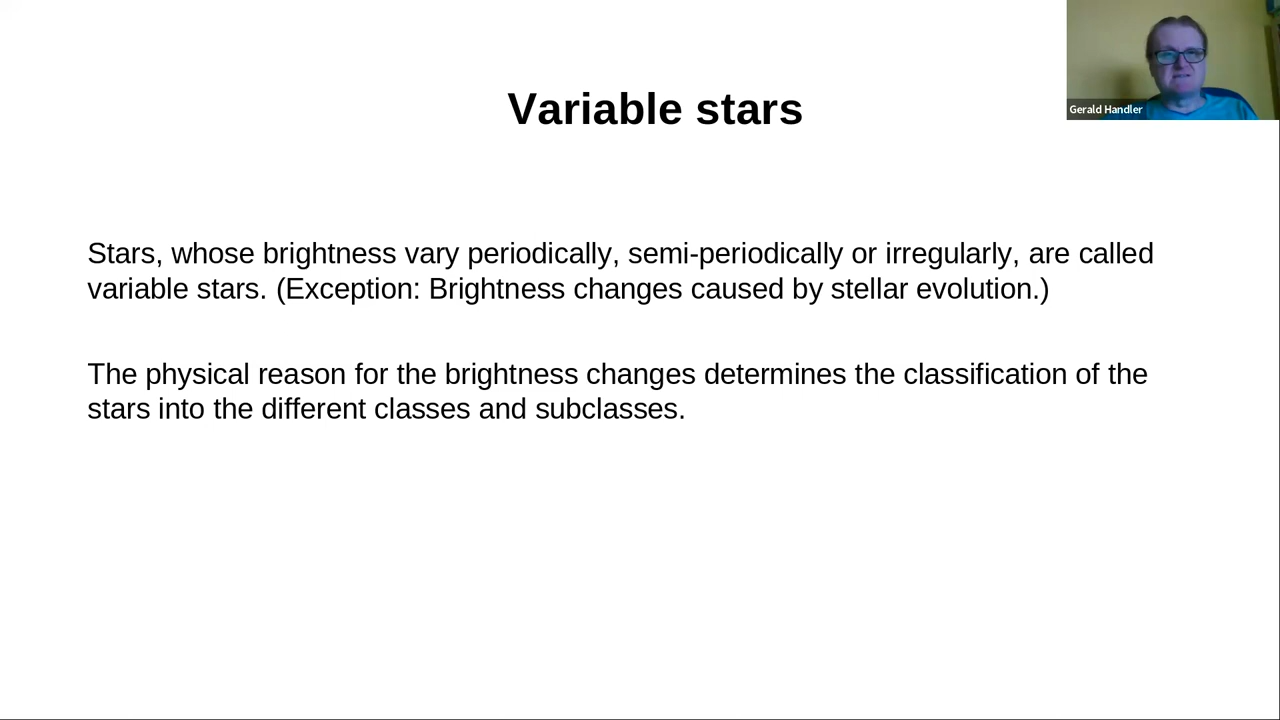 Variable stars
Gerald Handler
Stars, whose brightness vary periodically, semi-periodically or irregularly, are called
variable stars. (Exception: Brightness changes caused by stellar evolution.)
The physical reason for the brightness changes determines the classification of the
stars into the different classes and subclasses.